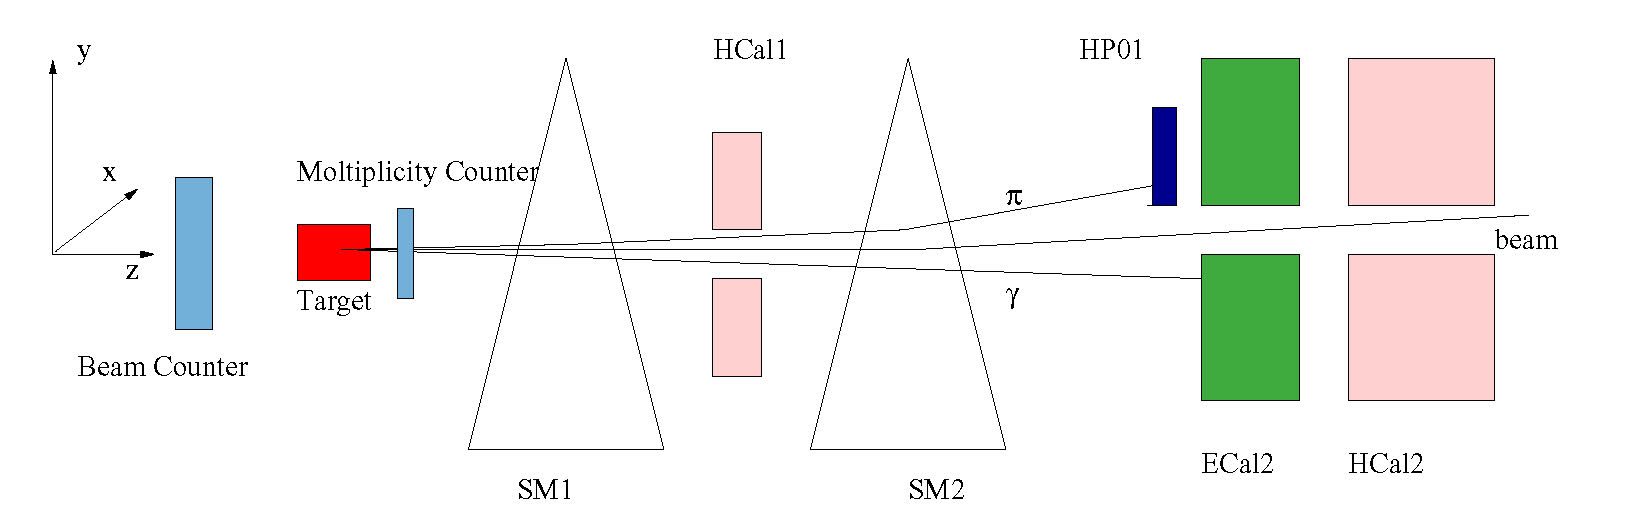 y
HCal1
HP01
x
Moltiplicity Counter
π
beam
z
Target
γ
Beam Counter
ECal2
HCal2
SM1
SM2